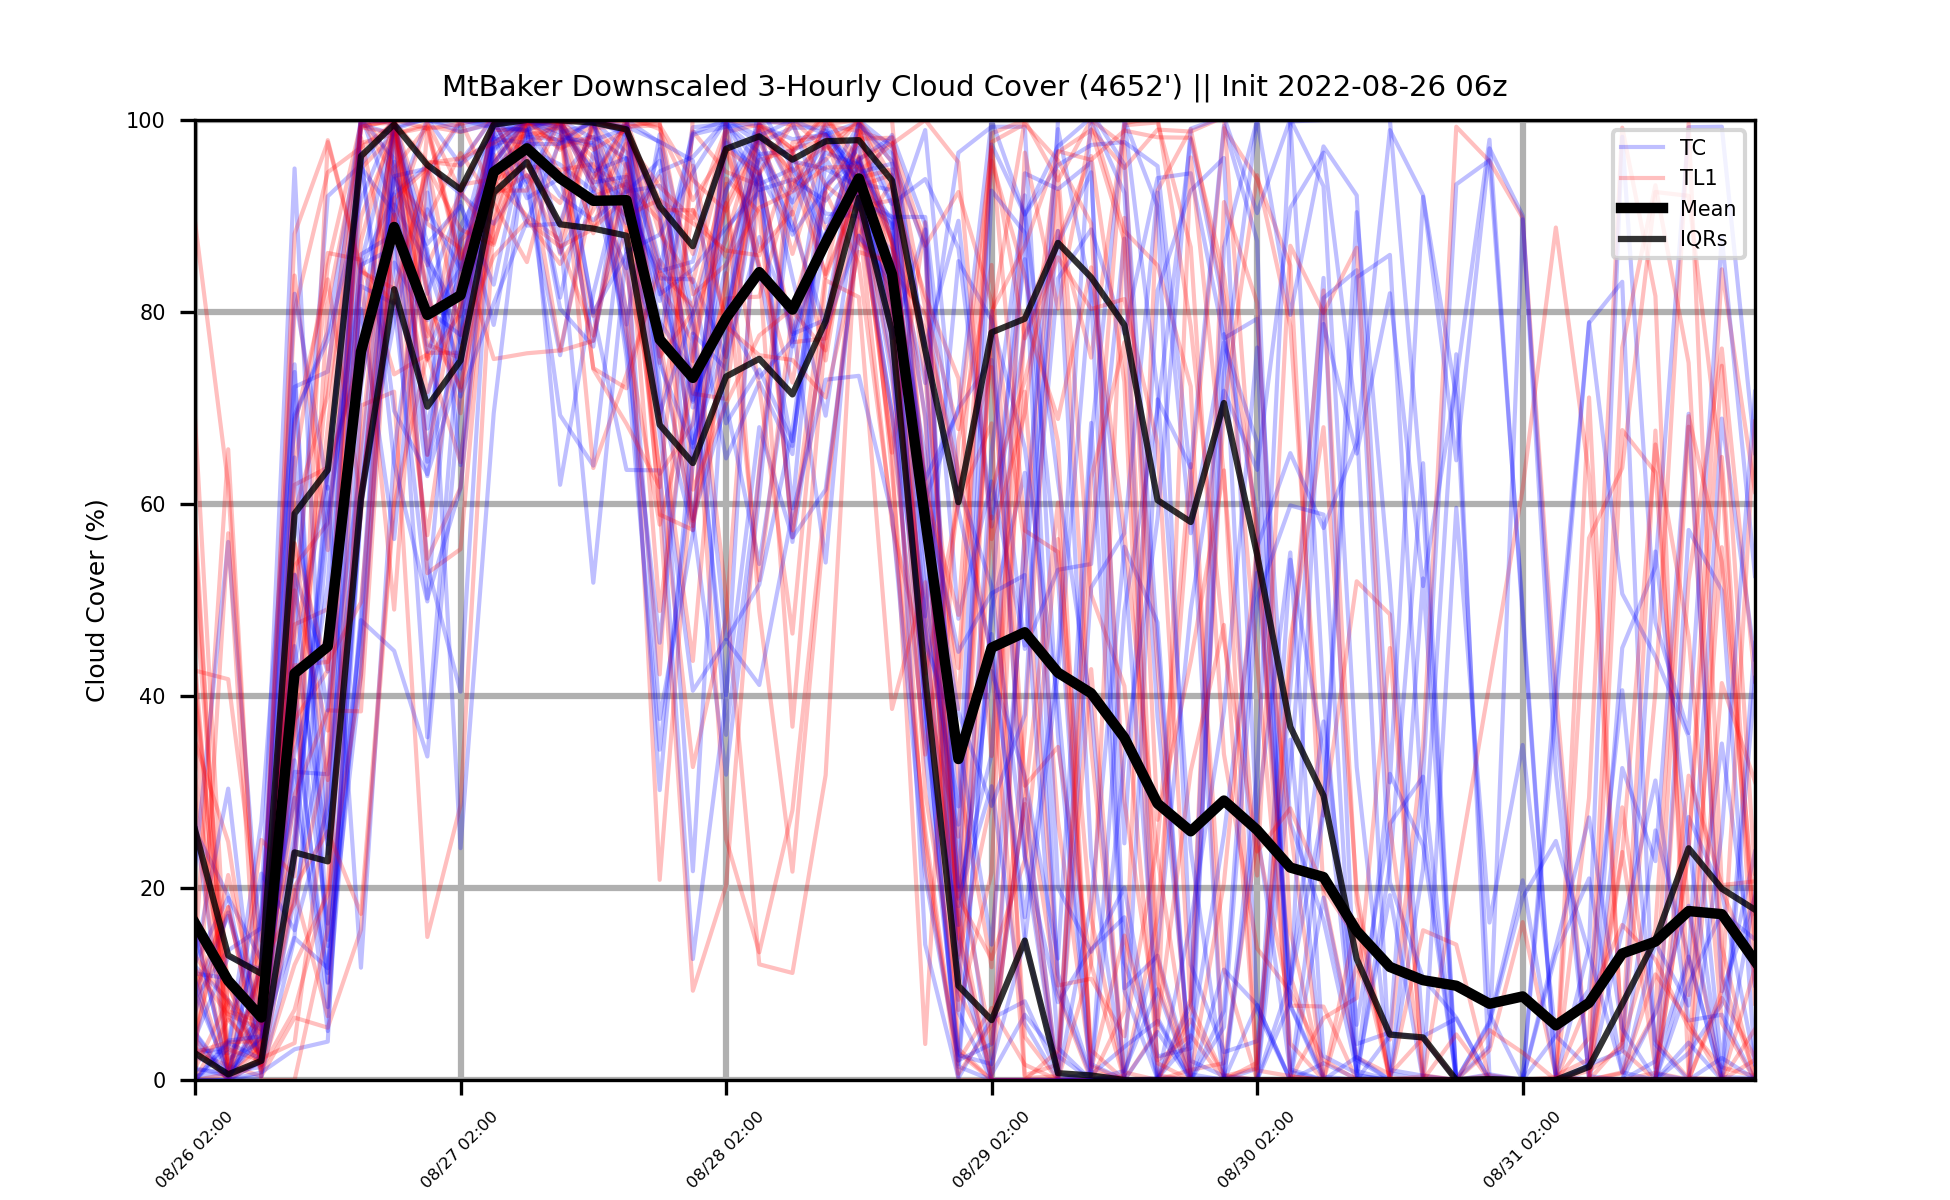 MtBaker Downscaled 3-Hourly Cloud Cover (4652') || Init 2022-08-26 06z
Cloud Cover (%)
100
80
60
40
20
0
TC
TL1
Mean
IQRs
08/26 02:00
08/27 02:00
08/28 02:00
08/29 02:00
08/30 02:00
08/31 02:00